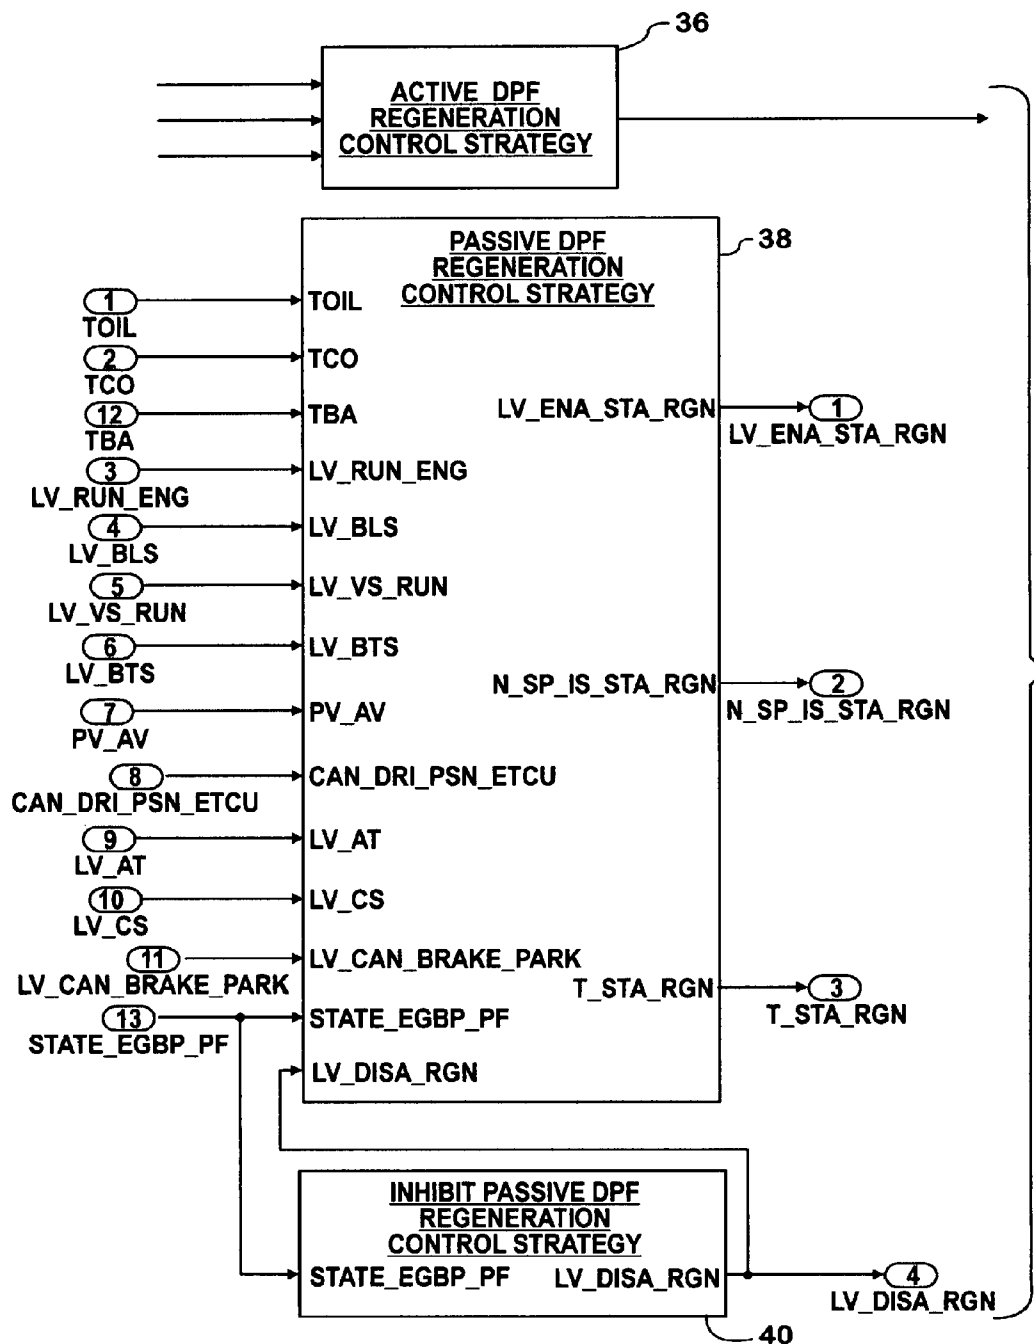 36
ACTIVE DPF
REGENERATION
CONTROL STRATEGY
38
PASSIVE DPF
REGENERATION
CONTROL STRATEGY
1
TOIL
TOIL
2
TCO
TCO
12
TBA
TBA
3
LV_RUN_ENG
LV_RUN_ENG
4
LV_BLS
LV_BLS
5
LV_VS_RUN
LV_VS_RUN
6
LV_BTS
LV_BTS
7
PV_AV
PV_AV
8
CAN_DRI_PSN_ETCU
CAN_DRI_PSN_ETCU
9
LV_AT
LV_AT
10
LV_CS
LV_CS
11
LV_CAN_BRAKE_PARK
LV_CAN_BRAKE_PARK
13
STATE_EGBP_PF
STATE_EGBP_PF
LV_DISA_RGN
LV_ENA_STA_RGN
1
LV_ENA_STA_RGN
N_SP_IS_STA_RGN
2
N_SP_IS_STA_RGN
T_STA_RGN
3
T_STA_RGN
INHIBIT PASSIVE DPF
REGENERATION
CONTROL STRATEGY
STATE_EGBP_PF
LV_DISA_RGN
4
LV_DISA_RGN
40